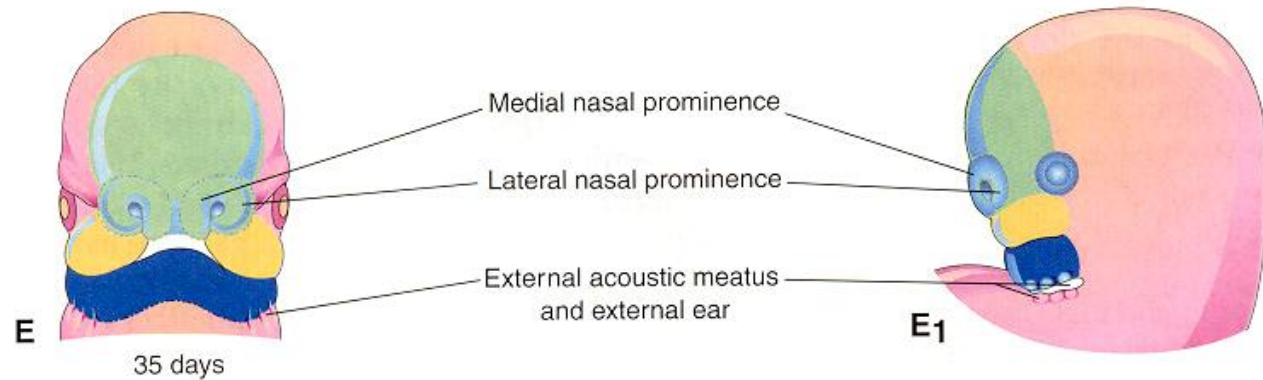 Medial nasal prominence
Lateral nasal prominence
External acoustic meatus
and external ear
E
E1
35 days